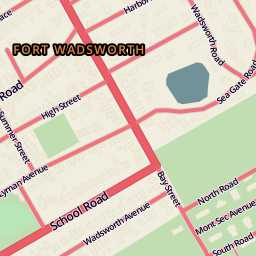 Harbor
Wadsworth Road
FORT WADSWORTH
Road
High Street
Sea Gate Road
Summer Street
Lyman Avenue
School Road
Bay Street
North Road
Wadsworth Avenue
Mont Sec Avenue
South Road